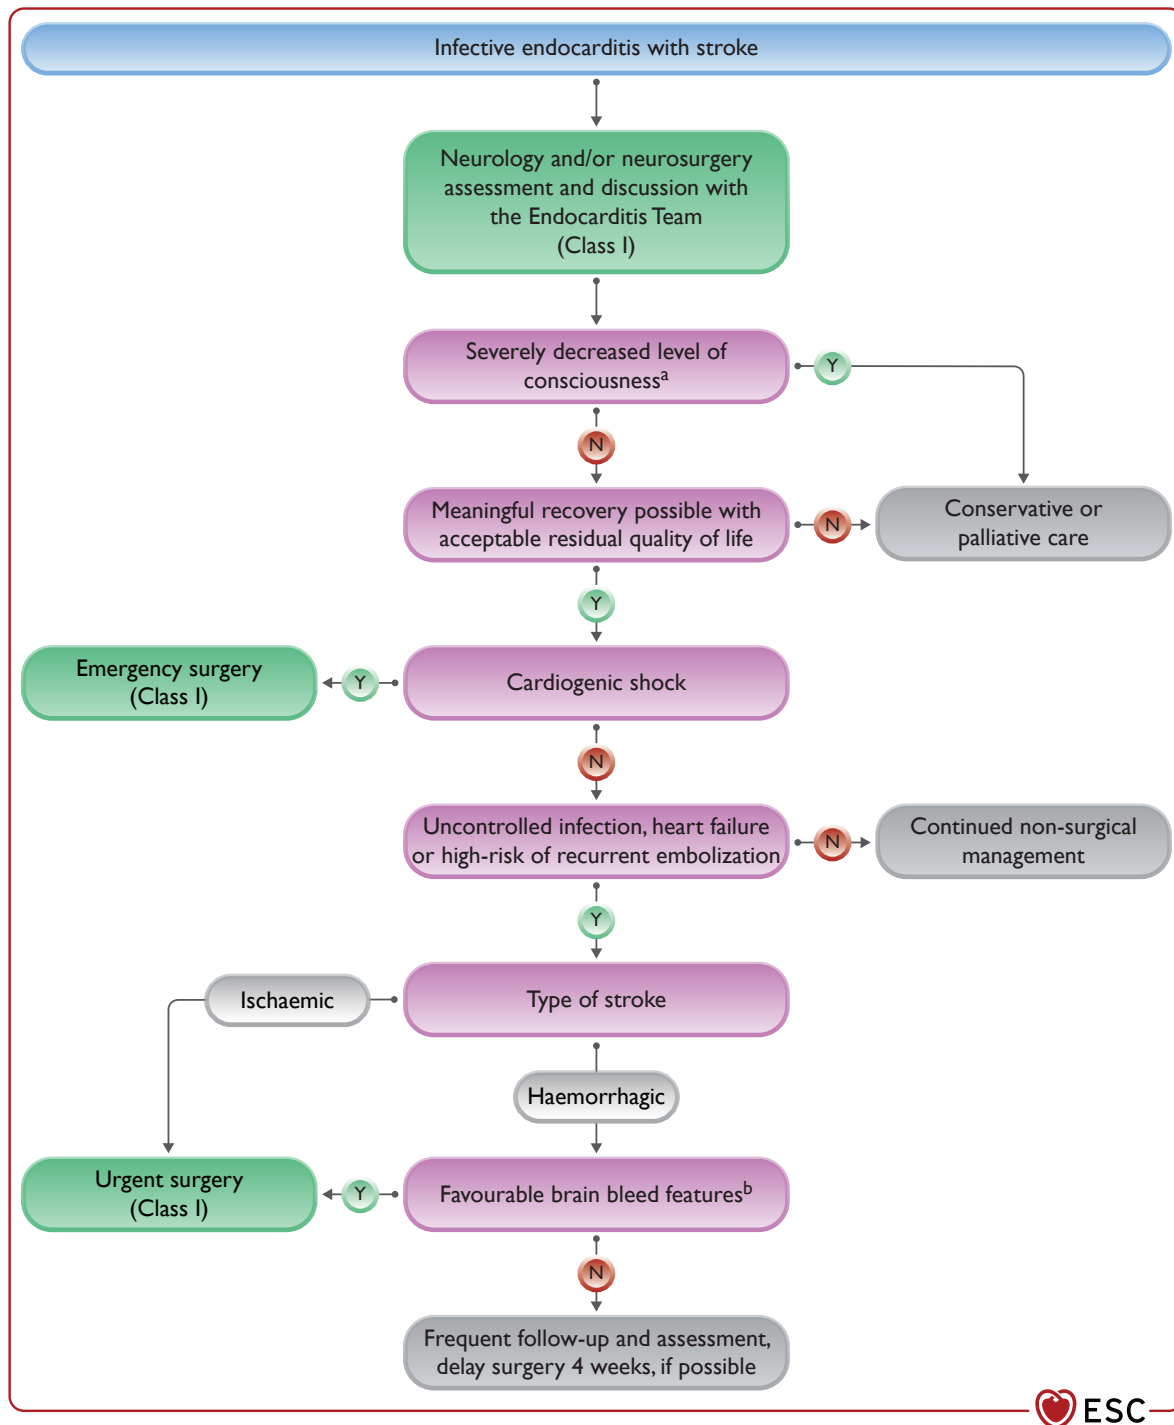 Infective endocarditis with stroke
Neurology and/or neurosurgery
assessment and discussion with
the Endocarditis Team
(Class I)
Severely decreased level of
consciousnessᵃ
Y
N
Meaningful recovery possible with
acceptable residual quality of life
N
Conservative or
palliative care
Y
Emergency surgery
(Class I)
Y
Cardiogenic shock
N
Uncontrolled infection, heart failure
or high-risk of recurrent embolization
N
Continued non-surgical
management
Y
Ischaemic
Type of stroke
Haemorrhagic
Urgent surgery
(Class I)
Y
Favourable brain bleed featuresᵇ
N
Frequent follow-up and assessment,
delay surgery 4 weeks, if possible
ESC